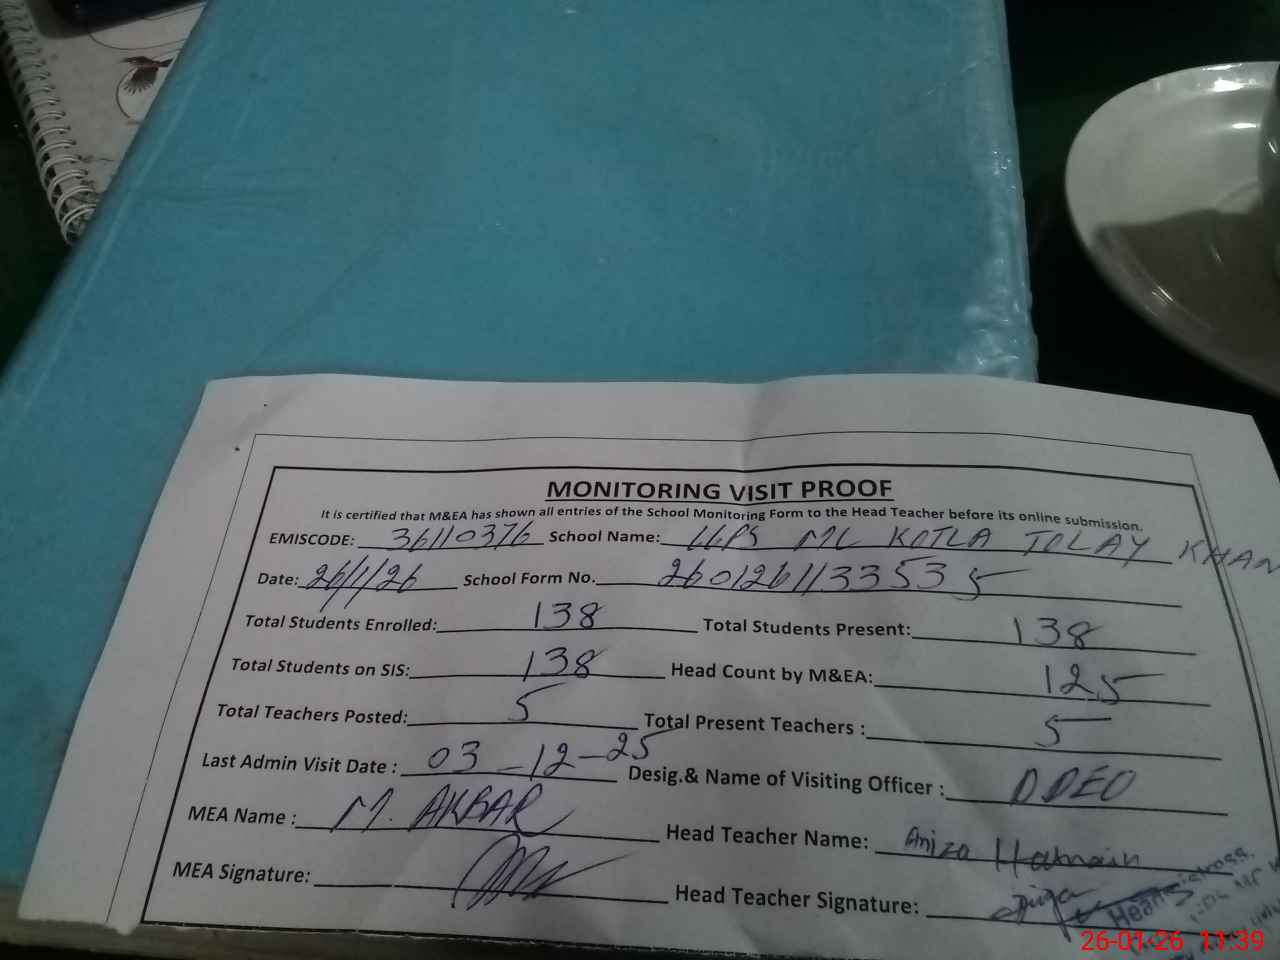 MONITORING VISIT PROOF
It is certified that M&EA has shown all entries of the School Monitoring Form to the Head Teacher before its online submission.
EMISCODE: 36110376 School Name: GGPS MC KOTLA TOLAY KHAN
Date: 26/1/26 School Form No. 2601261133535
Total Students Enrolled: 138 Total Students Present: 138
Total Students on SIS: 138 Head Count by M&EA: 125
Total Teachers Posted: 5 Total Present Teachers : 5
Last Admin Visit Date : 03-12-25 Desig.& Name of Visiting Officer : DDEO
MEA Name : M. AKBAR Head Teacher Name: Aniza
MEA Signature: Head Teacher Signature:
Headmistress
26-01-26 11:39